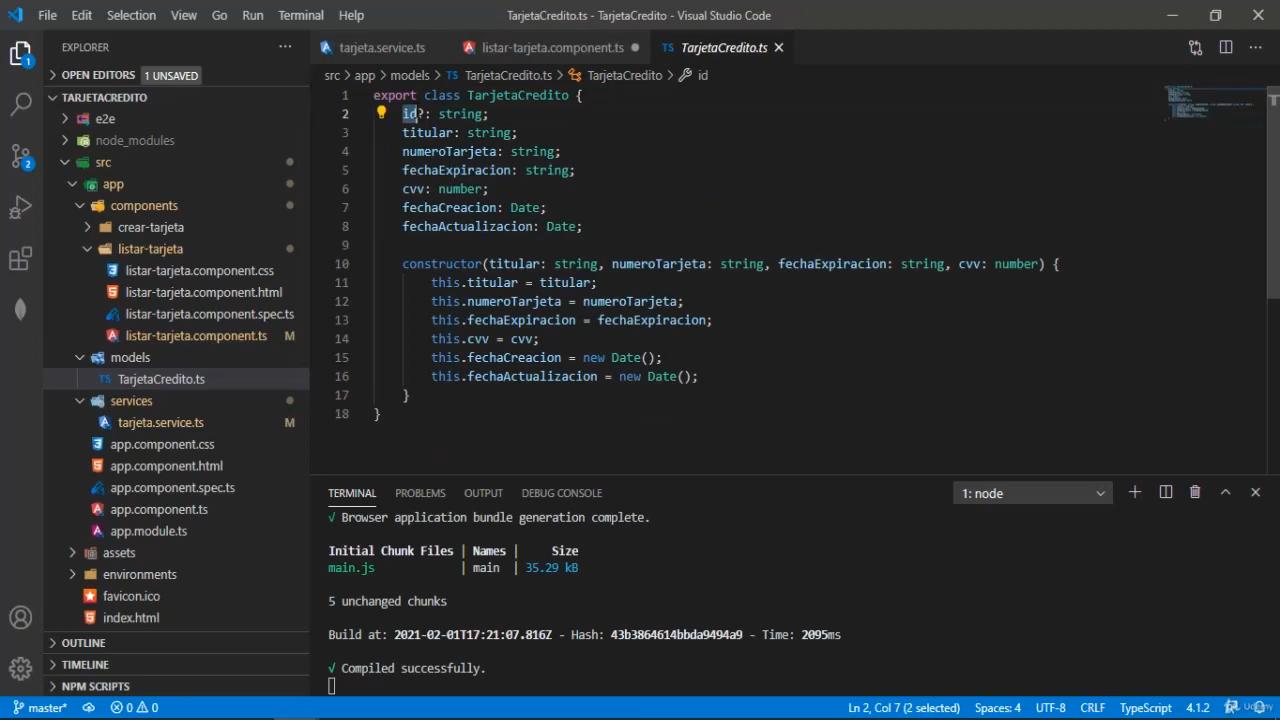 File Edit Selection View Go Run Terminal Help
TarjetaCredito.ts - TarjetaCredito - Visual Studio Code
EXPLORER
tarjeta.service.ts
listar-tarjeta.component.ts
TarjetaCredito.ts
OPEN EDITORS 1 UNSAVED
src app models TarjetaCredito.ts TarjetaCredito id
TARJETACREDITO
e2e
node_modules
src
app
components
crear-tarjeta
listar-tarjeta
listar-tarjeta.component.css
listar-tarjeta.component.html
listar-tarjeta.component.spec.ts
listar-tarjeta.component.ts M
models
TarjetaCredito.ts
services
tarjeta.service.ts M
app.component.css
app.component.html
app.component.spec.ts
app.component.ts
app.module.ts
assets
environments
favicon.ico
index.html
OUTLINE
TIMELINE
NPM SCRIPTS
1 export class TarjetaCredito {
2 id?: string;
3 titular: string;
4 numeroTarjeta: string;
5 fechaExpiracion: string;
6 cvv: number;
7 fechaCreacion: Date;
8 fechaActualizacion: Date;
9
10 constructor(titular: string, numeroTarjeta: string, fechaExpiracion: string, cvv: number) {
11 this.titular = titular;
12 this.numeroTarjeta = numeroTarjeta;
13 this.fechaExpiracion = fechaExpiracion;
14 this.cvv = cvv;
15 this.fechaCreacion = new Date();
16 this.fechaActualizacion = new Date();
17 }
18 }
TERMINAL PROBLEMS OUTPUT DEBUG CONSOLE
1: node
√ Browser application bundle generation complete.
Initial Chunk Files | Names | Size
main.js | main | 35.29 kB
5 unchanged chunks
Build at: 2021-02-01T17:21:07.816Z - Hash: 43b3864614bbda9494a9 - Time: 2095ms
√ Compiled successfully.
1
2
master* 0 0
Ln 2, Col 7 (2 selected) Spaces: 4 UTF-8 CRLF TypeScript 4.1.2
Udemy